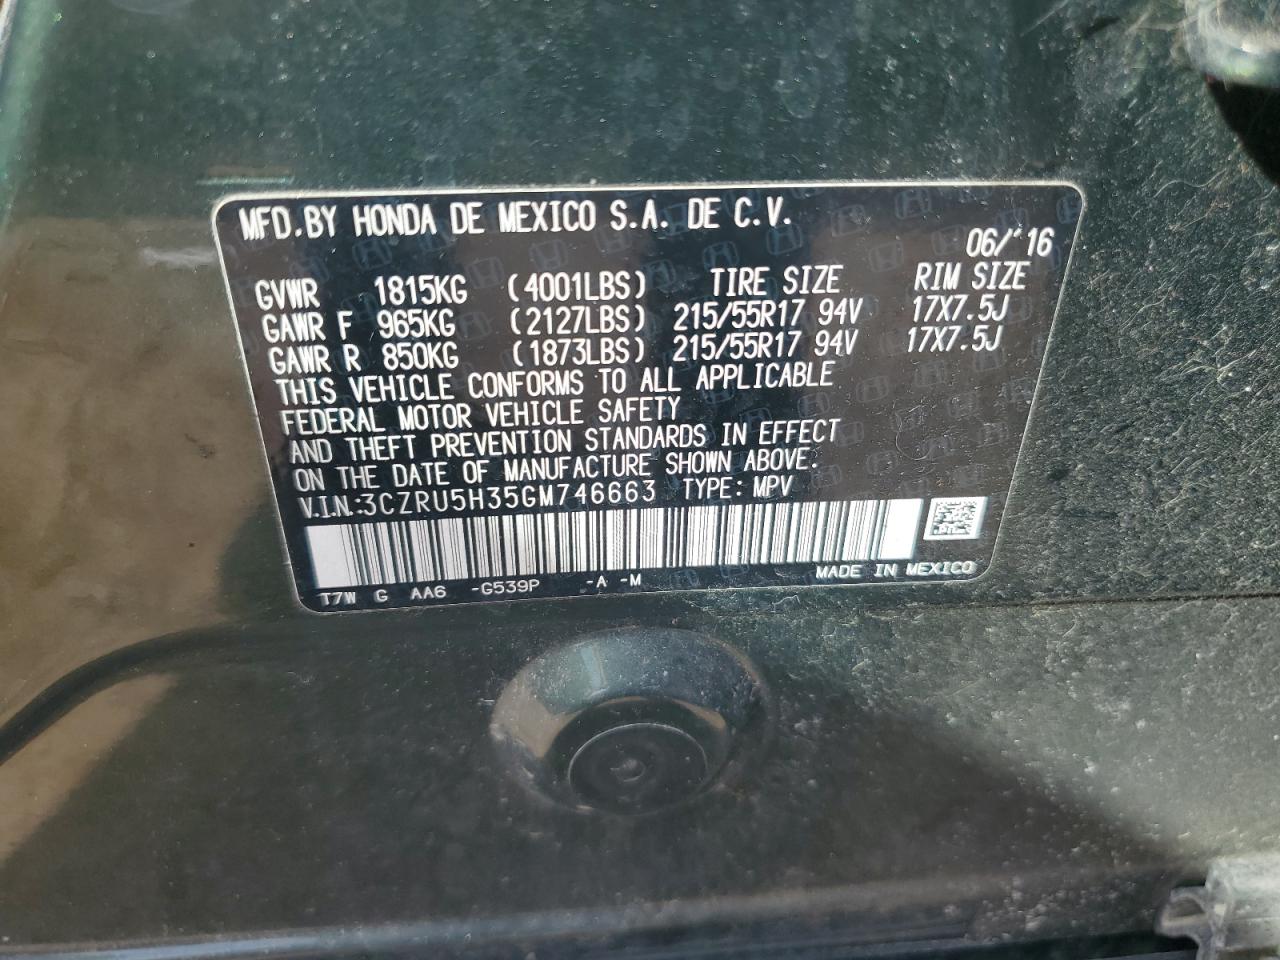 MFD.BY HONDA DE MEXICO S.A. DE C.V.
06/'16
GVWR 1815KG (4001LBS) TIRE SIZE RIM SIZE
GAWR F 965KG (2127LBS) 215/55R17 94V 17X7.5J
GAWR R 850KG (1873LBS) 215/55R17 94V 17X7.5J
THIS VEHICLE CONFORMS TO ALL APPLICABLE
FEDERAL MOTOR VEHICLE SAFETY
AND THEFT PREVENTION STANDARDS IN EFFECT
ON THE DATE OF MANUFACTURE SHOWN ABOVE.
V.I.N.:3CZRU5H35GM746663 TYPE: MPV
T7W G AA6 -G539P -A -M MADE IN MEXICO